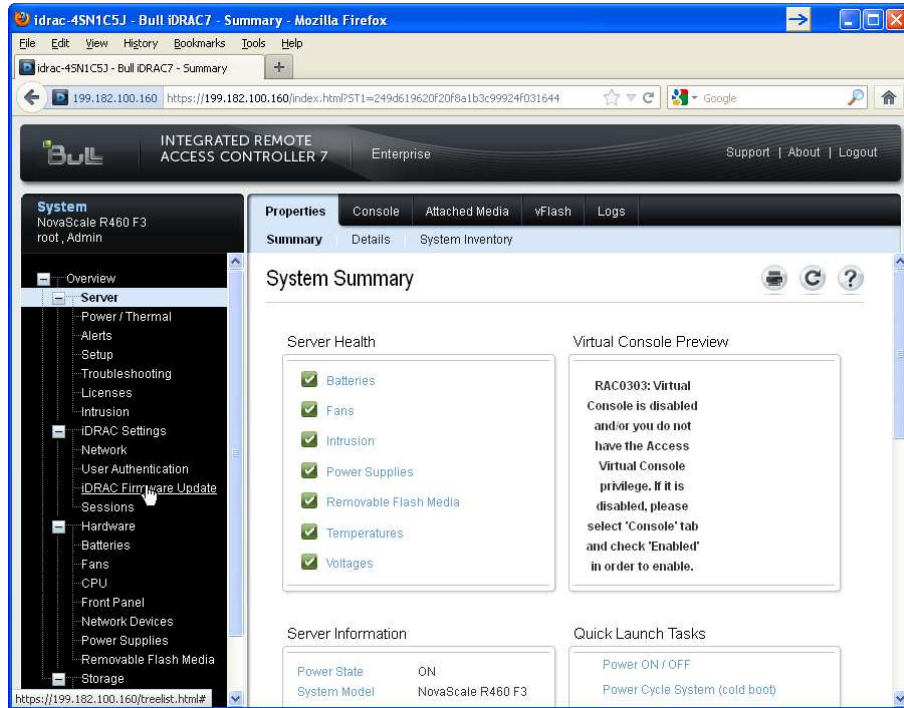 idrac-4SN1C5J - Bull iDRAC7 - Summary - Mozilla Firefox
File Edit View History Bookmarks Tools Help
idrac-4SN1C5J - Bull iDRAC7 - Summary
199.182.100.160 https://199.182.100.160/index.html?ST1=249d619620f20f8a1b3c99924f031644 Google
Bull
INTEGRATED REMOTE
ACCESS CONTROLLER 7 Enterprise
Support | About | Logout
System
NovaScale R460 F3
root , Admin
Properties Console Attached Media vFlash Logs
Summary Details System Inventory
Overview
Server
Power / Thermal
Alerts
Setup
Troubleshooting
Licenses
Intrusion
iDRAC Settings
Network
User Authentication
iDRAC Firmware Update
Sessions
Hardware
Batteries
Fans
CPU
Front Panel
Network Devices
Power Supplies
Removable Flash Media
Storage
https://199.182.100.160/treelist.html#
System Summary
Server Health
Batteries
Fans
Intrusion
Power Supplies
Removable Flash Media
Temperatures
Voltages
Virtual Console Preview
RAC0303: Virtual
Console is disabled
and/or you do not
have the Access
Virtual Console
privilege. If it is
disabled, please
select 'Console' tab
and check 'Enabled'
in order to enable.
Server Information
Power State ON
System Model NovaScale R460 F3
Quick Launch Tasks
Power ON / OFF
Power Cycle System (cold boot)